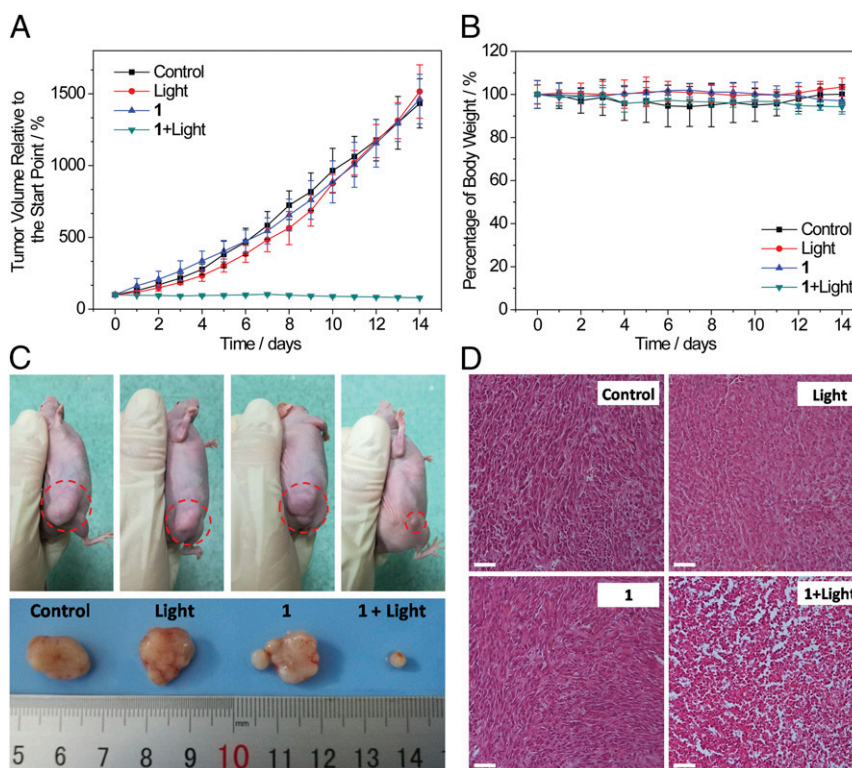 A
Tumor Volume Relative to
the Start Point / %
1500
1000
500
0
Control
Light
1
1+Light
0 2 4 6 8 10 12 14
Time / days
B
Percentage of Body Weight / %
120
100
80
60
40
20
0
Control
Light
1
1+Light
0 2 4 6 8 10 12 14
Time / days
C
Control Light 1 1 + Light
mm
5 6 7 8 9 10 11 12 13 14
D
Control
Light
1
1+Light